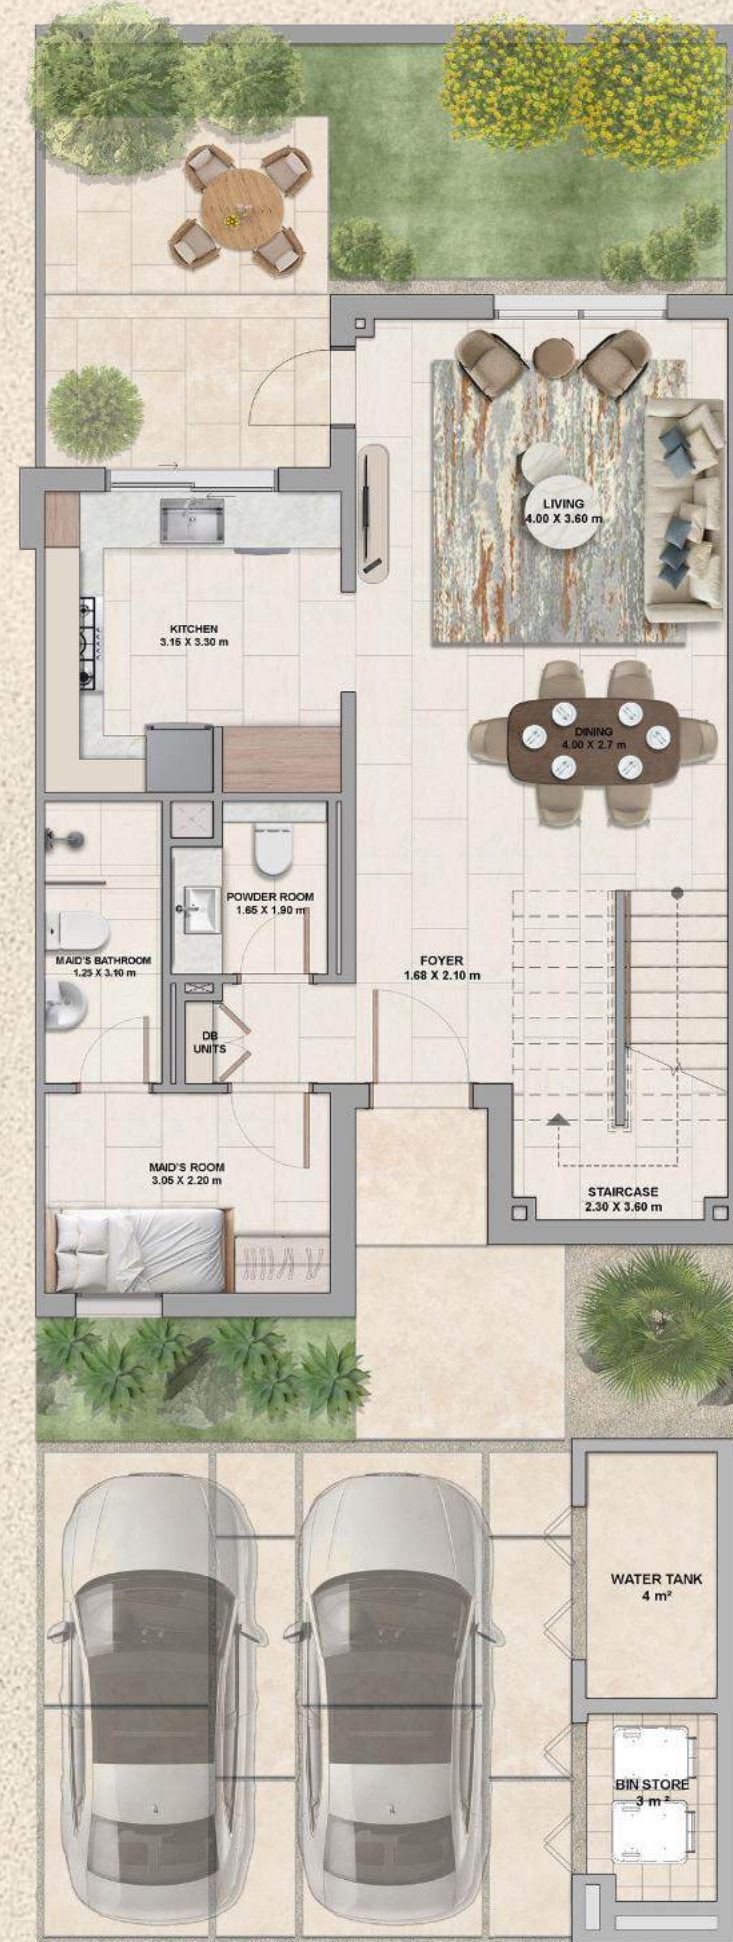 LIVING
4.00 X 3.60 m
KITCHEN
3.15 X 3.30 m
DINING
4.00 X 2.7 m
POWDER ROOM
1.65 X 1.90 m
MAID'S BATHROOM
1.25 X 3.10 m
FOYER
1.68 X 2.10 m
DB
UNITS
MAID'S ROOM
3.05 X 2.20 m
STAIRCASE
2.30 X 3.60 m
WATER TANK
4 m²
BIN STORE
3 m²